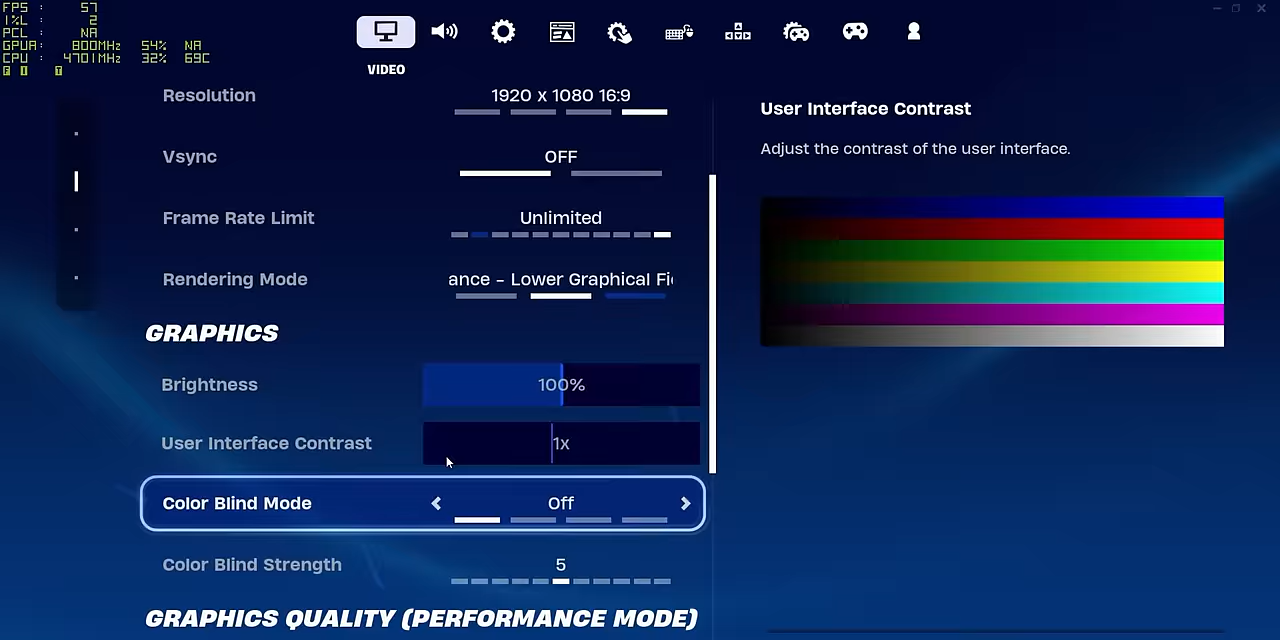 FPS : 57
1%L : 2
PCL : NA
GPUA: 800MHz 54% NA
CPU : 4701MHz 32% 69C
F I T
VIDEO
Resolution 1920 x 1080 16:9
Vsync OFF
Frame Rate Limit Unlimited
Rendering Mode ance - Lower Graphical Fi
GRAPHICS
Brightness 100%
User Interface Contrast 1x
Color Blind Mode Off
Color Blind Strength 5
GRAPHICS QUALITY (PERFORMANCE MODE)
User Interface Contrast
Adjust the contrast of the user interface.